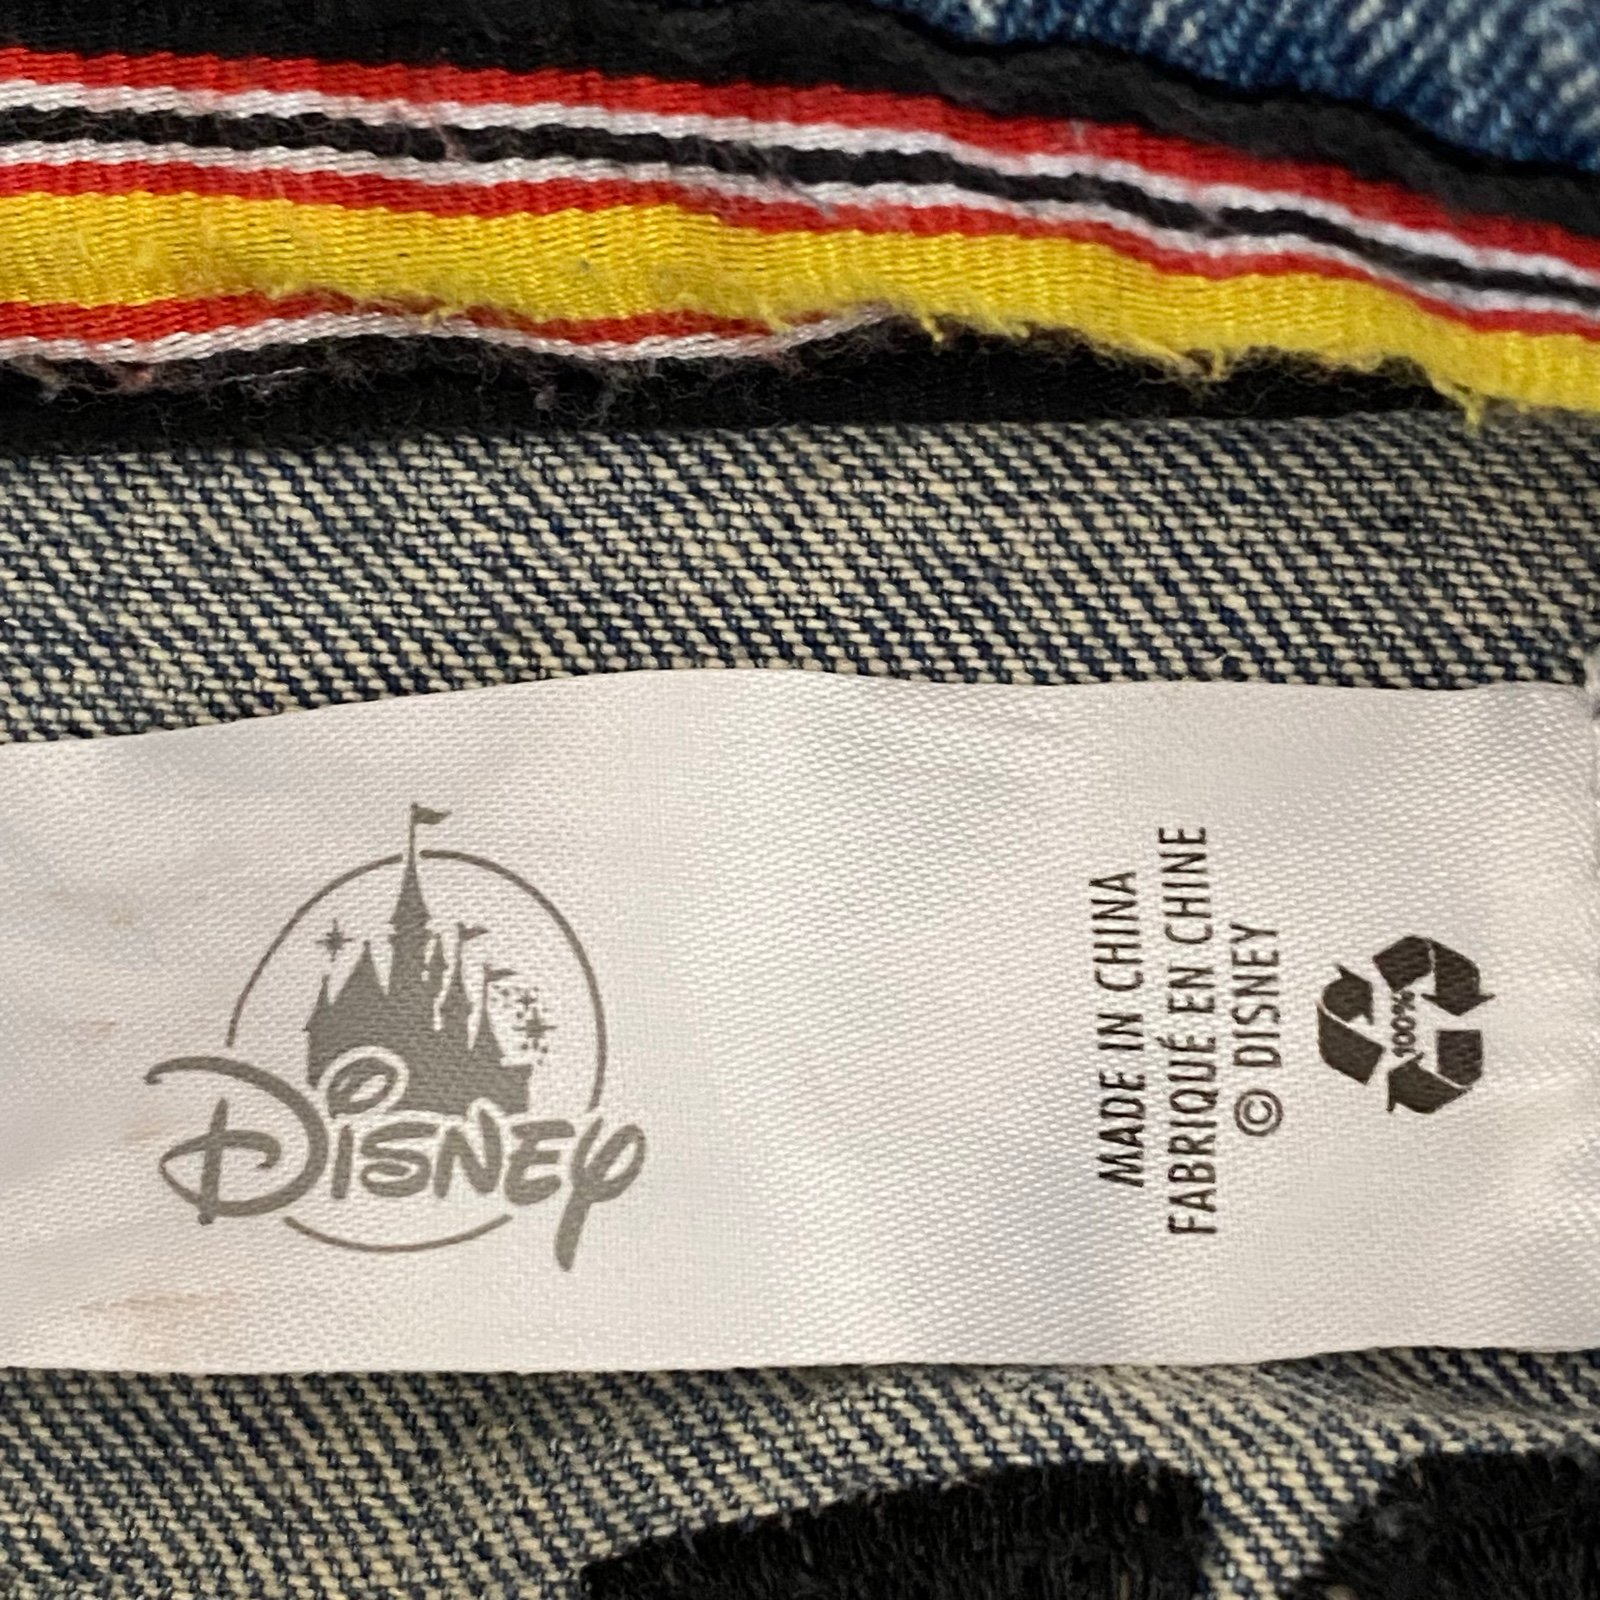 Disney
MADE IN CHINA
FABRIQUÉ EN CHINE
© DISNEY
100%